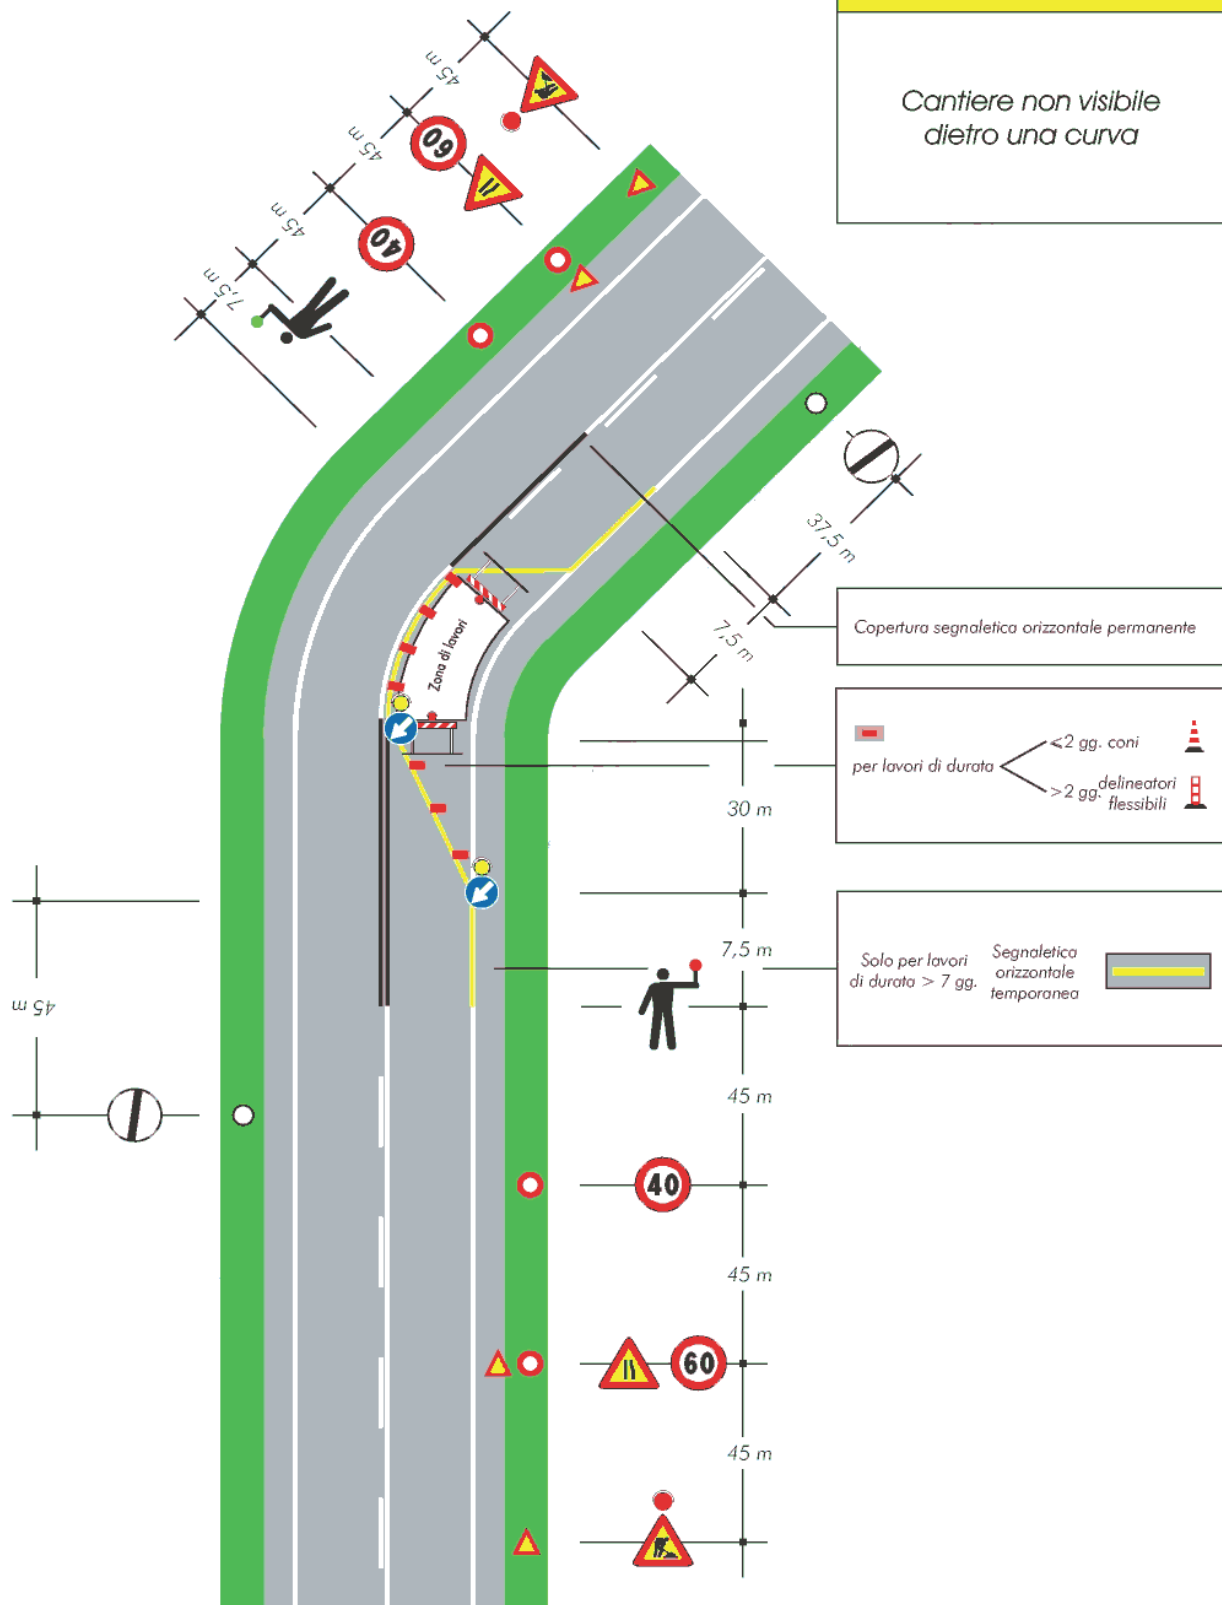 Cantiere non visibile
dietro una curva
45 m
45 m
60
45 m
40
7,5 m
37,5 m
7,5 m
Copertura segnaletica orizzontale permanente
Zona di lavori
per lavori di durata
<2 gg. coni
>2 gg. delineatori
flessibili
30 m
7,5 m
Solo per lavori
di durata > 7 gg.
Segnaletica
orizzontale
temporanea
45 m
45 m
40
45 m
60
45 m